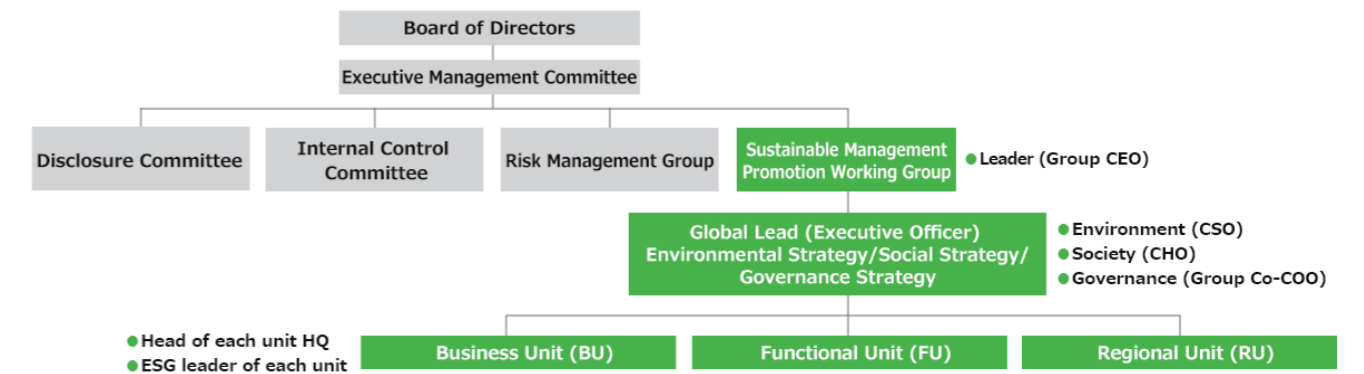 Board of Directors
Executive Management Committee
Disclosure Committee
Internal Control
Committee
Risk Management Group
Sustainable Management
Promotion Working Group
●Leader (Group CEO)
Global Lead (Executive Officer)
Environmental Strategy/Social Strategy/
Governance Strategy
●Environment (CSO)
●Society (CHO)
●Governance (Group Co-COO)
●Head of each unit HQ
●ESG leader of each unit
Business Unit (BU)
Functional Unit (FU)
Regional Unit (RU)